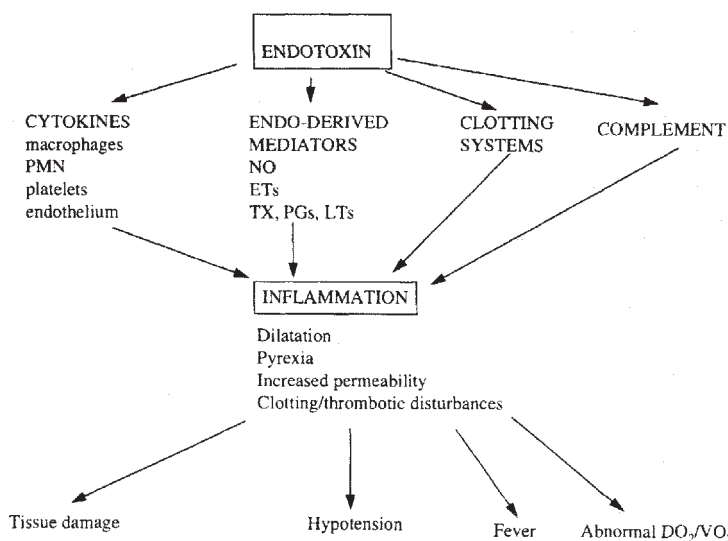 ENDOTOXIN
CYTOKINES
macrophages
PMN
platelets
endothelium
ENDO-DERIVED
MEDIATORS
NO
ETs
TX, PGs, LTs
CLOTTING
SYSTEMS
COMPLEMENT
INFLAMMATION
Dilatation
Pyrexia
Increased permeability
Clotting/thrombotic disturbances
Tissue damage
Hypotension
Fever
Abnormal DO₂/VO